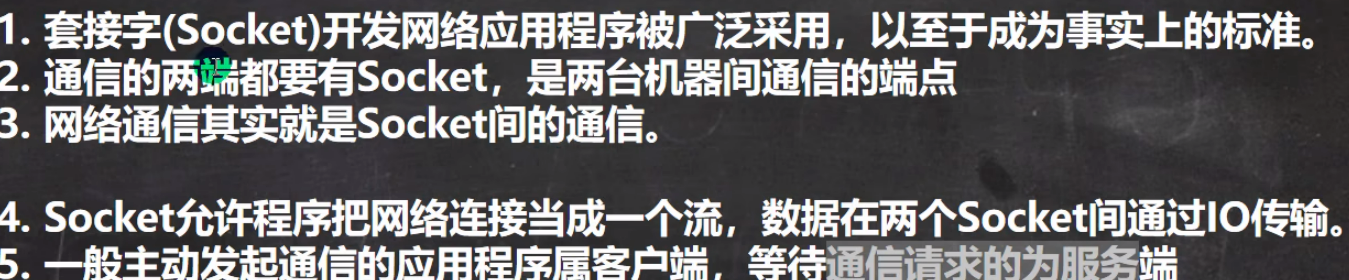 1. 套接字(Socket)开发网络应用程序被广泛采用，以至于成为事实上的标准。
2. 通信的两端都要有Socket，是两台机器间通信的端点
3. 网络通信其实就是Socket间的通信。
4. Socket允许程序把网络连接当成一个流，数据在两个Socket间通过IO传输。
5. 一般主动发起通信的应用程序属客户端，等待通信请求的为服务端